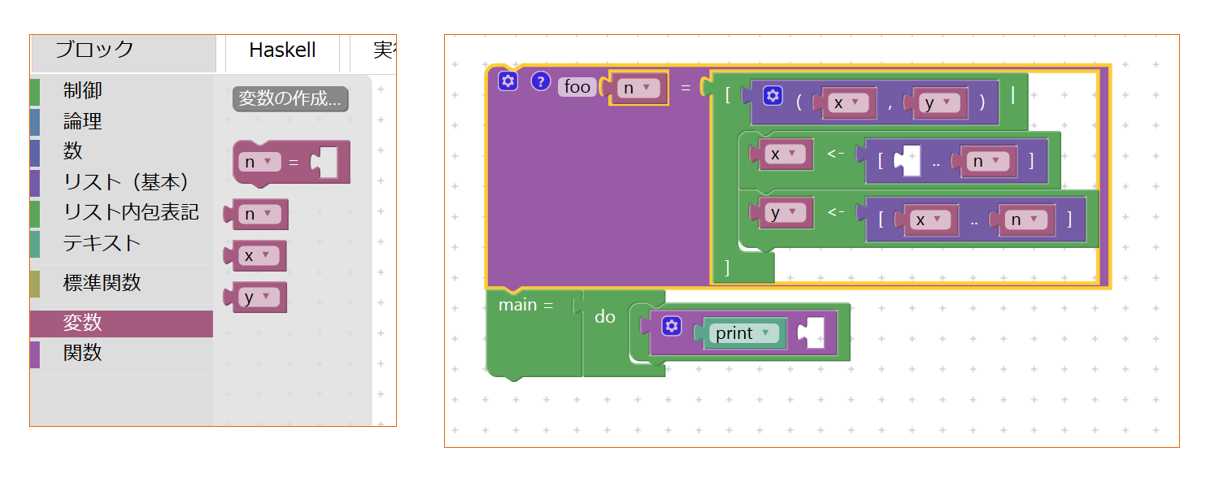 ブロック Haskell 実行
制御
変数の作成...
論理
数
n =
リスト（基本）
リスト内包表記
n
テキスト
x
標準関数
y
変数
関数
? foo n = [ ( x , y ) |
x <- [ .. n ]
y <- [ x .. n ]
]
main = do print